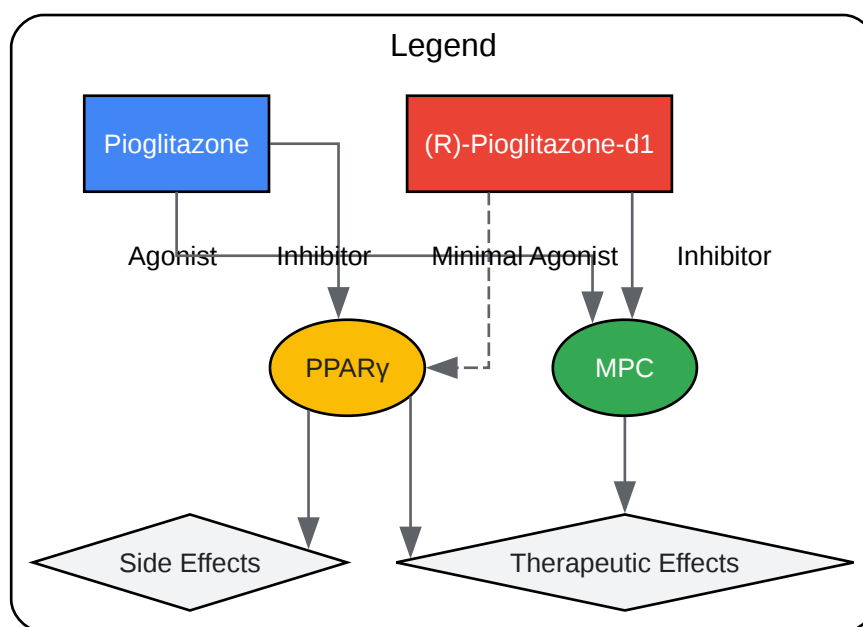 Legend
Pioglitazone
(R)-Pioglitazone-d1
Agonist
Inhibitor
Minimal Agonist
Inhibitor
PPARγ
MPC
Side Effects
Therapeutic Effects